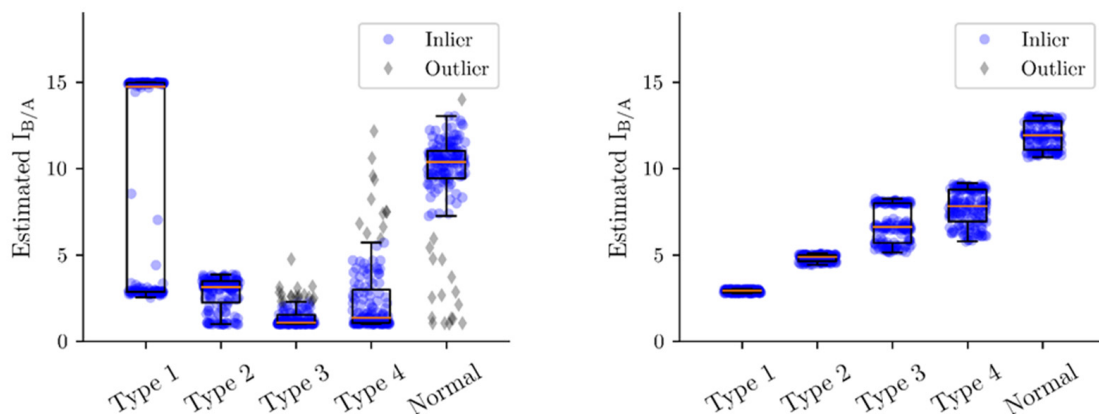 Estimated I_B/A
15
10
5
0
Inlier
Outlier
Type 1
Type 2
Type 3
Type 4
Normal
Estimated I_B/A
15
10
5
0
Inlier
Outlier
Type 1
Type 2
Type 3
Type 4
Normal